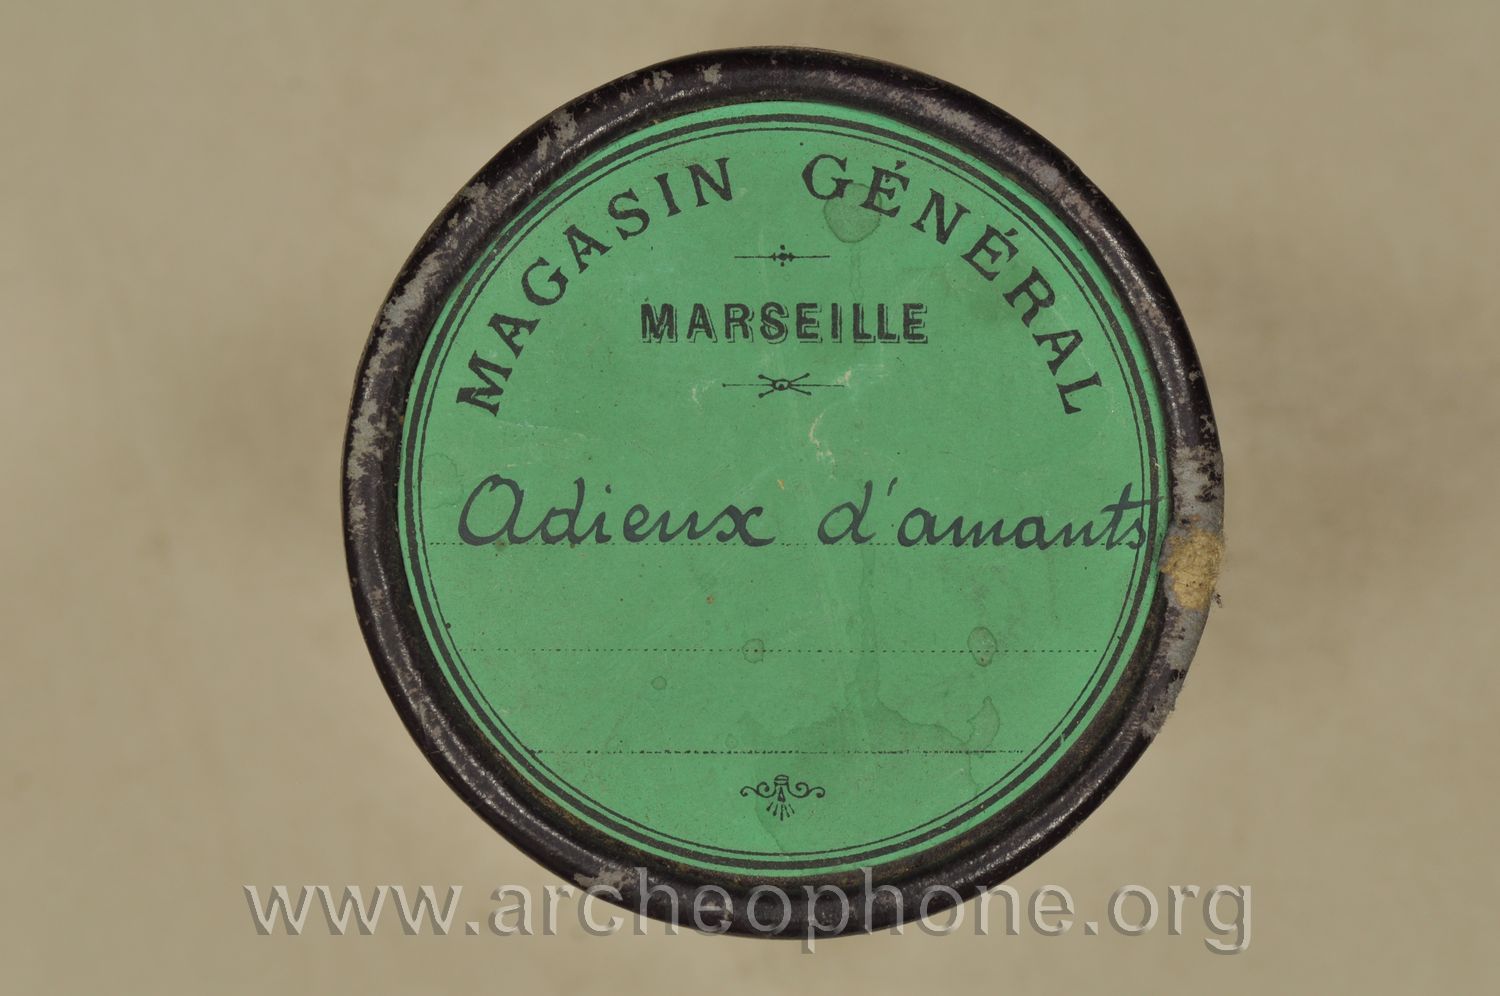 MAGASIN GÉNÉRAL
MARSEILLE
Adieux d'amants
www.archeophone.org